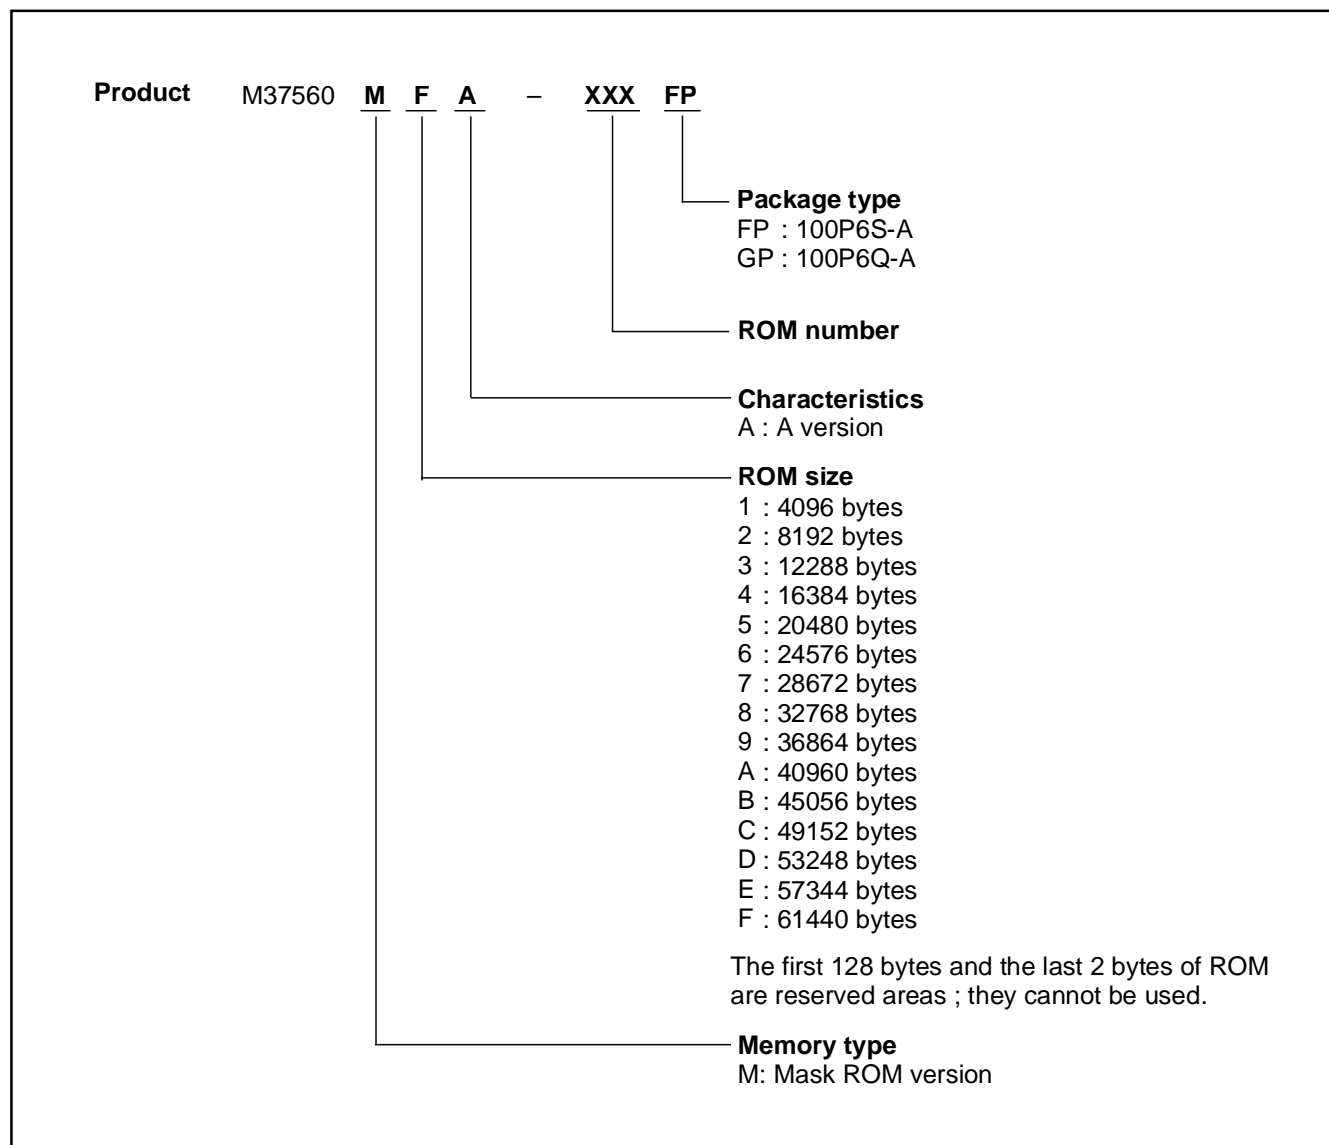 Product M37560 M F A – XXX FP
Package type
FP : 100P6S-A
GP : 100P6Q-A
ROM number
Characteristics
A : A version
ROM size
1 : 4096 bytes
2 : 8192 bytes
3 : 12288 bytes
4 : 16384 bytes
5 : 20480 bytes
6 : 24576 bytes
7 : 28672 bytes
8 : 32768 bytes
9 : 36864 bytes
A : 40960 bytes
B : 45056 bytes
C : 49152 bytes
D : 53248 bytes
E : 57344 bytes
F : 61440 bytes
The first 128 bytes and the last 2 bytes of ROM
are reserved areas ; they cannot be used.
Memory type
M: Mask ROM version